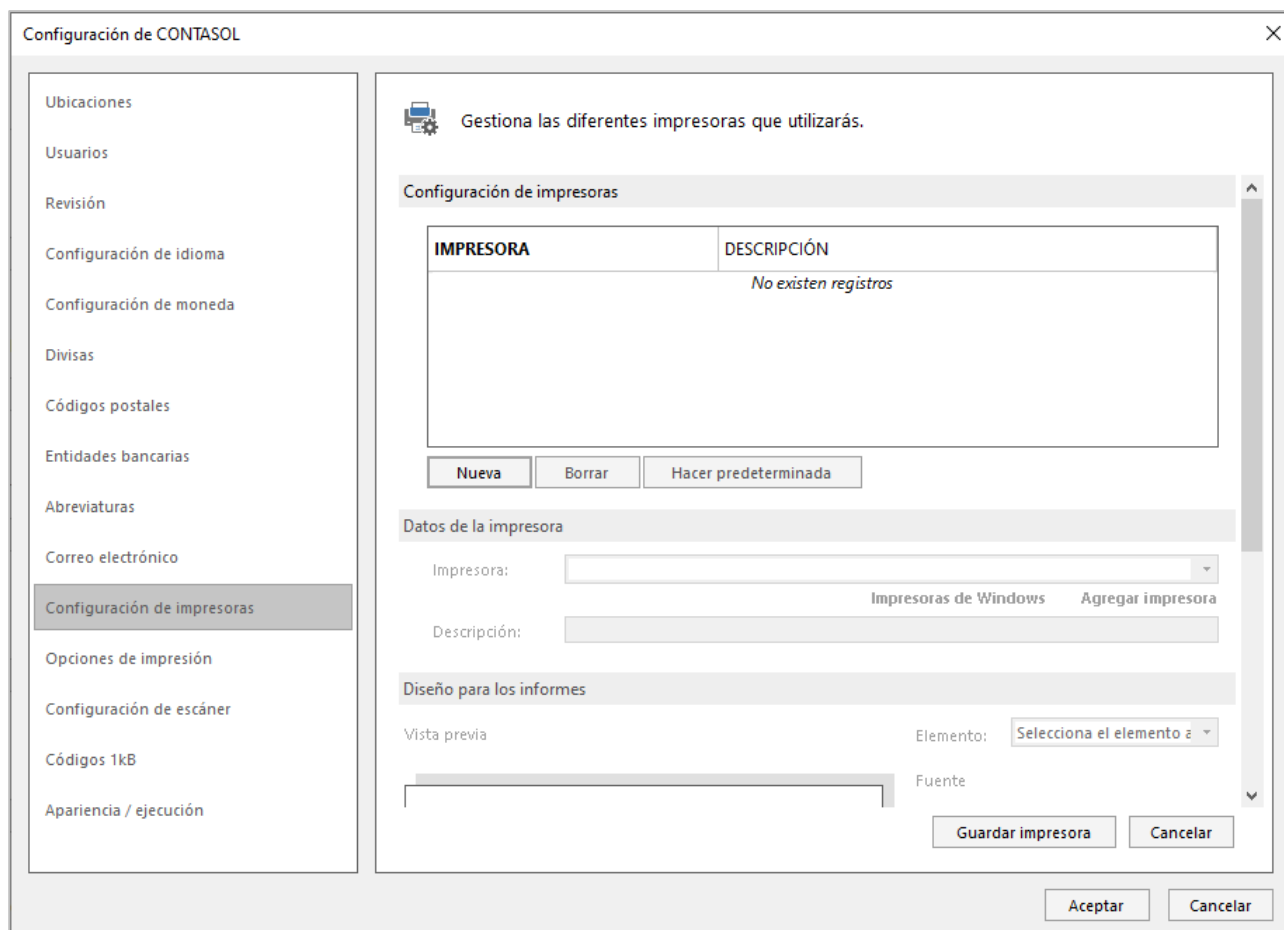 Configuración de CONTASOL
Ubicaciones
Usuarios
Revisión
Configuración de idioma
Configuración de moneda
Divisas
Códigos postales
Entidades bancarias
Abreviaturas
Correo electrónico
Configuración de impresoras
Opciones de impresión
Configuración de escáner
Códigos 1kB
Apariencia / ejecución
Gestiona las diferentes impresoras que utilizarás.
Configuración de impresoras
IMPRESORA DESCRIPCIÓN
No existen registros
Nueva Borrar Hacer predeterminada
Datos de la impresora
Impresora:
Impresoras de Windows Agregar impresora
Descripción:
Diseño para los informes
Vista previa Elemento: Selecciona el elemento a
Fuente
Guardar impresora Cancelar
Aceptar Cancelar